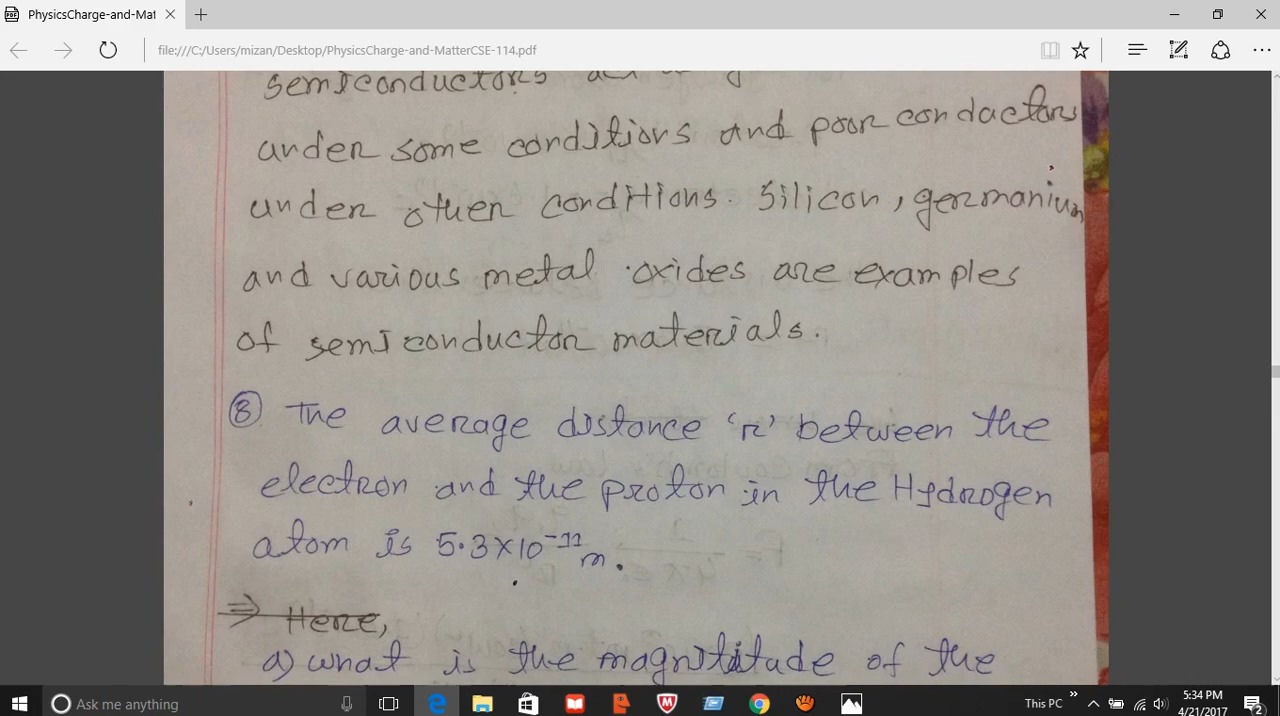 PhysicsCharge-and-Mat
file:///C:/Users/mizan/Desktop/PhysicsCharge-and-MatterCSE-114.pdf
semiconductors
under some conditions and poor conductors
under other conditions. Silicon, germanium
and various metal oxides are examples
of semiconductor materials.
⑧ The average distance 'r' between the
electron and the proton in the Hydrogen
atom is 5.3×10⁻¹¹ m.
⇒ Here,
a) what is the magnititude of the
Ask me anything
This PC
5:34 PM
4/21/2017
2